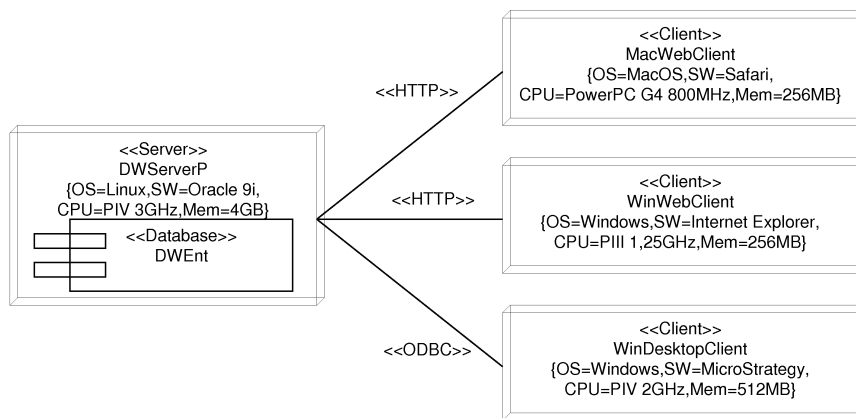 <<Client>>
MacWebClient
{OS=MacOS,SW=Safari,
CPU=PowerPC G4 800MHz,Mem=256MB}
<<HTTP>>
<<Server>>
DWServerP
{OS=Linux,SW=Oracle 9i,
CPU=PIV 3GHz,Mem=4GB}
<<Database>>
DWEnt
<<HTTP>>
<<Client>>
WinWebClient
{OS=Windows,SW=Internet Explorer,
CPU=PIII 1,25GHz,Mem=256MB}
<<ODBC>>
<<Client>>
WinDesktopClient
{OS=Windows,SW=MicroStrategy,
CPU=PIV 2GHz,Mem=512MB}